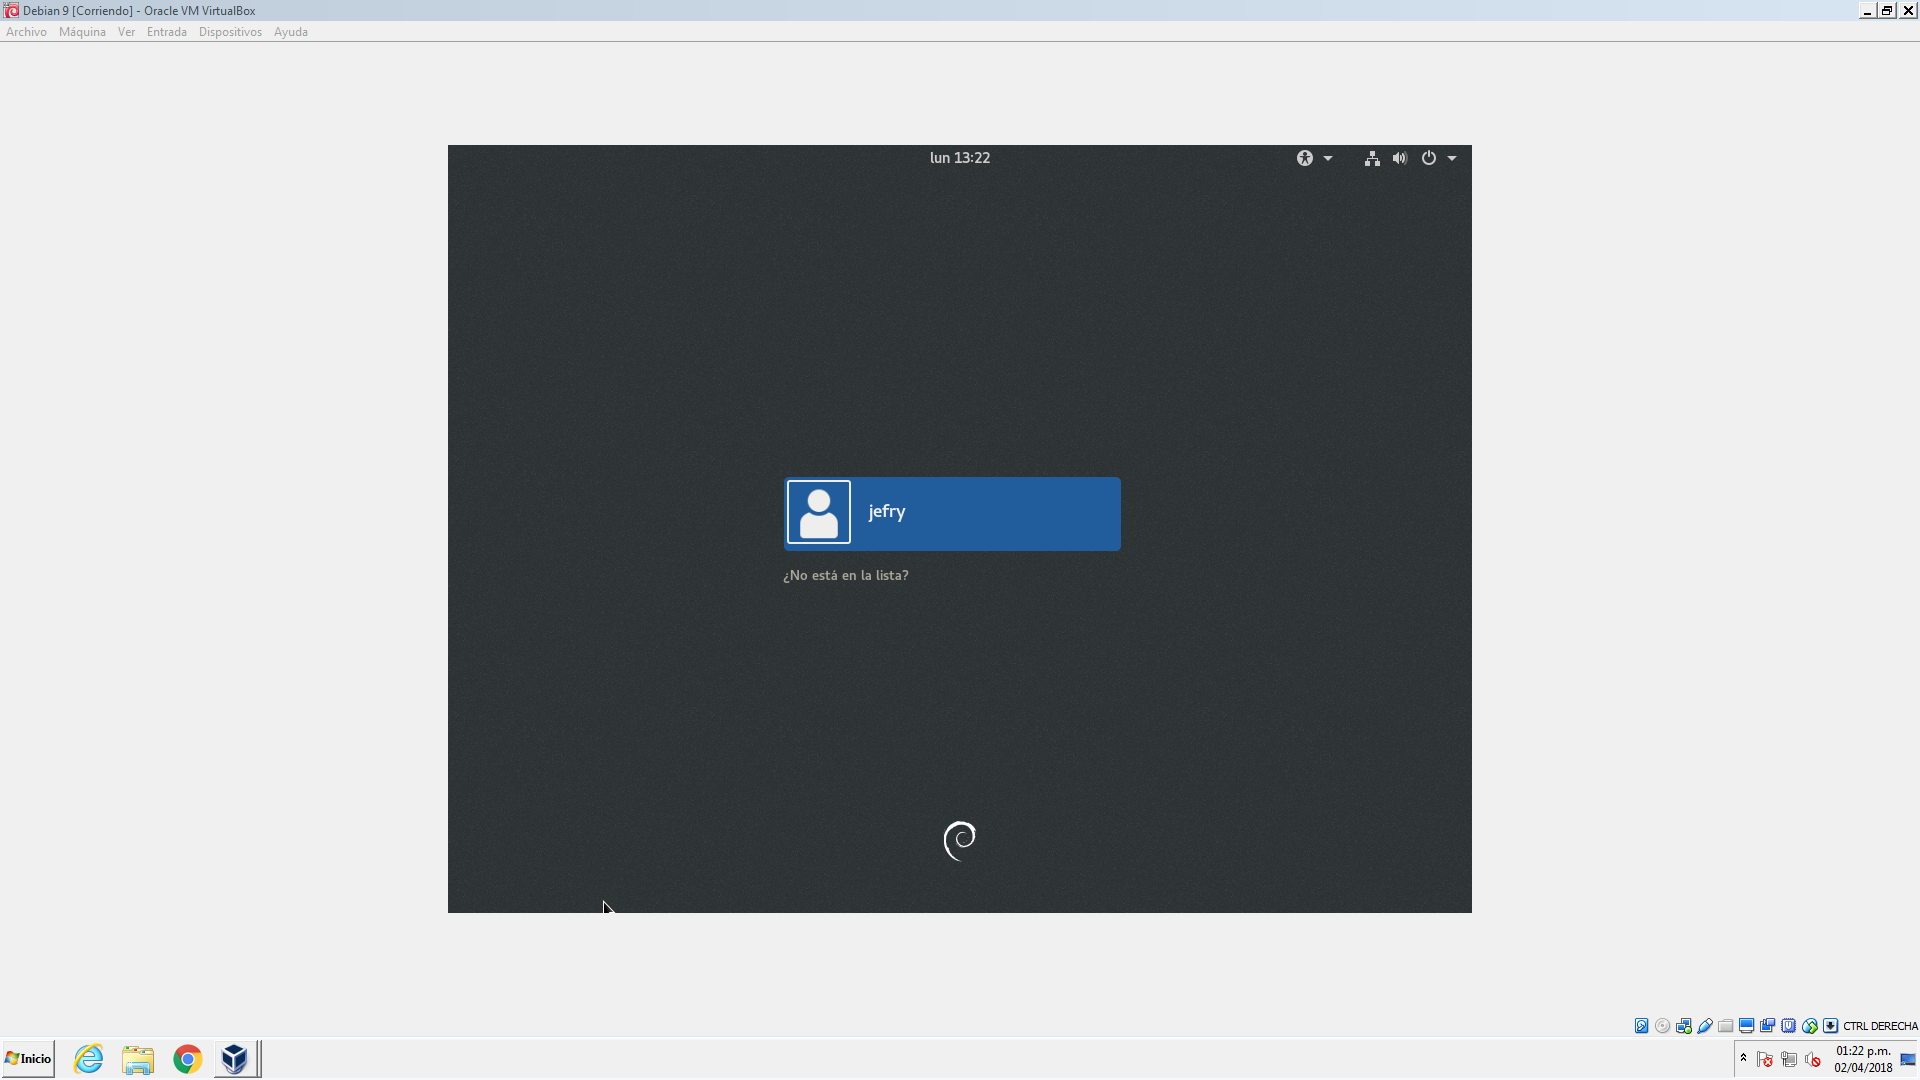 Debian 9 [Corriendo] - Oracle VM VirtualBox
Archivo Máquina Ver Entrada Dispositivos Ayuda
lun 13:22
jefry
¿No está en la lista?
CTRL DERECHA
Inicio
01:22 p.m.
02/04/2018